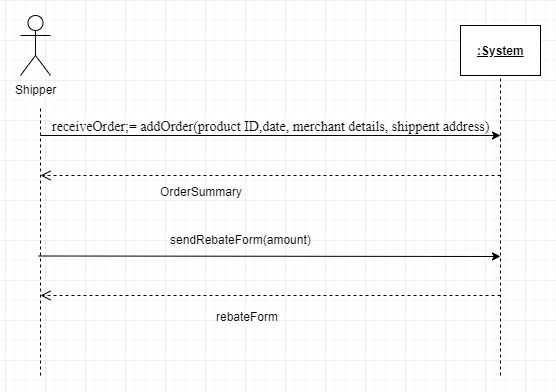 :System
Shipper
receiveOrder;= addOrder(product ID,date, merchant details, shippent address)
OrderSummary
sendRebateForm(amount)
rebateForm